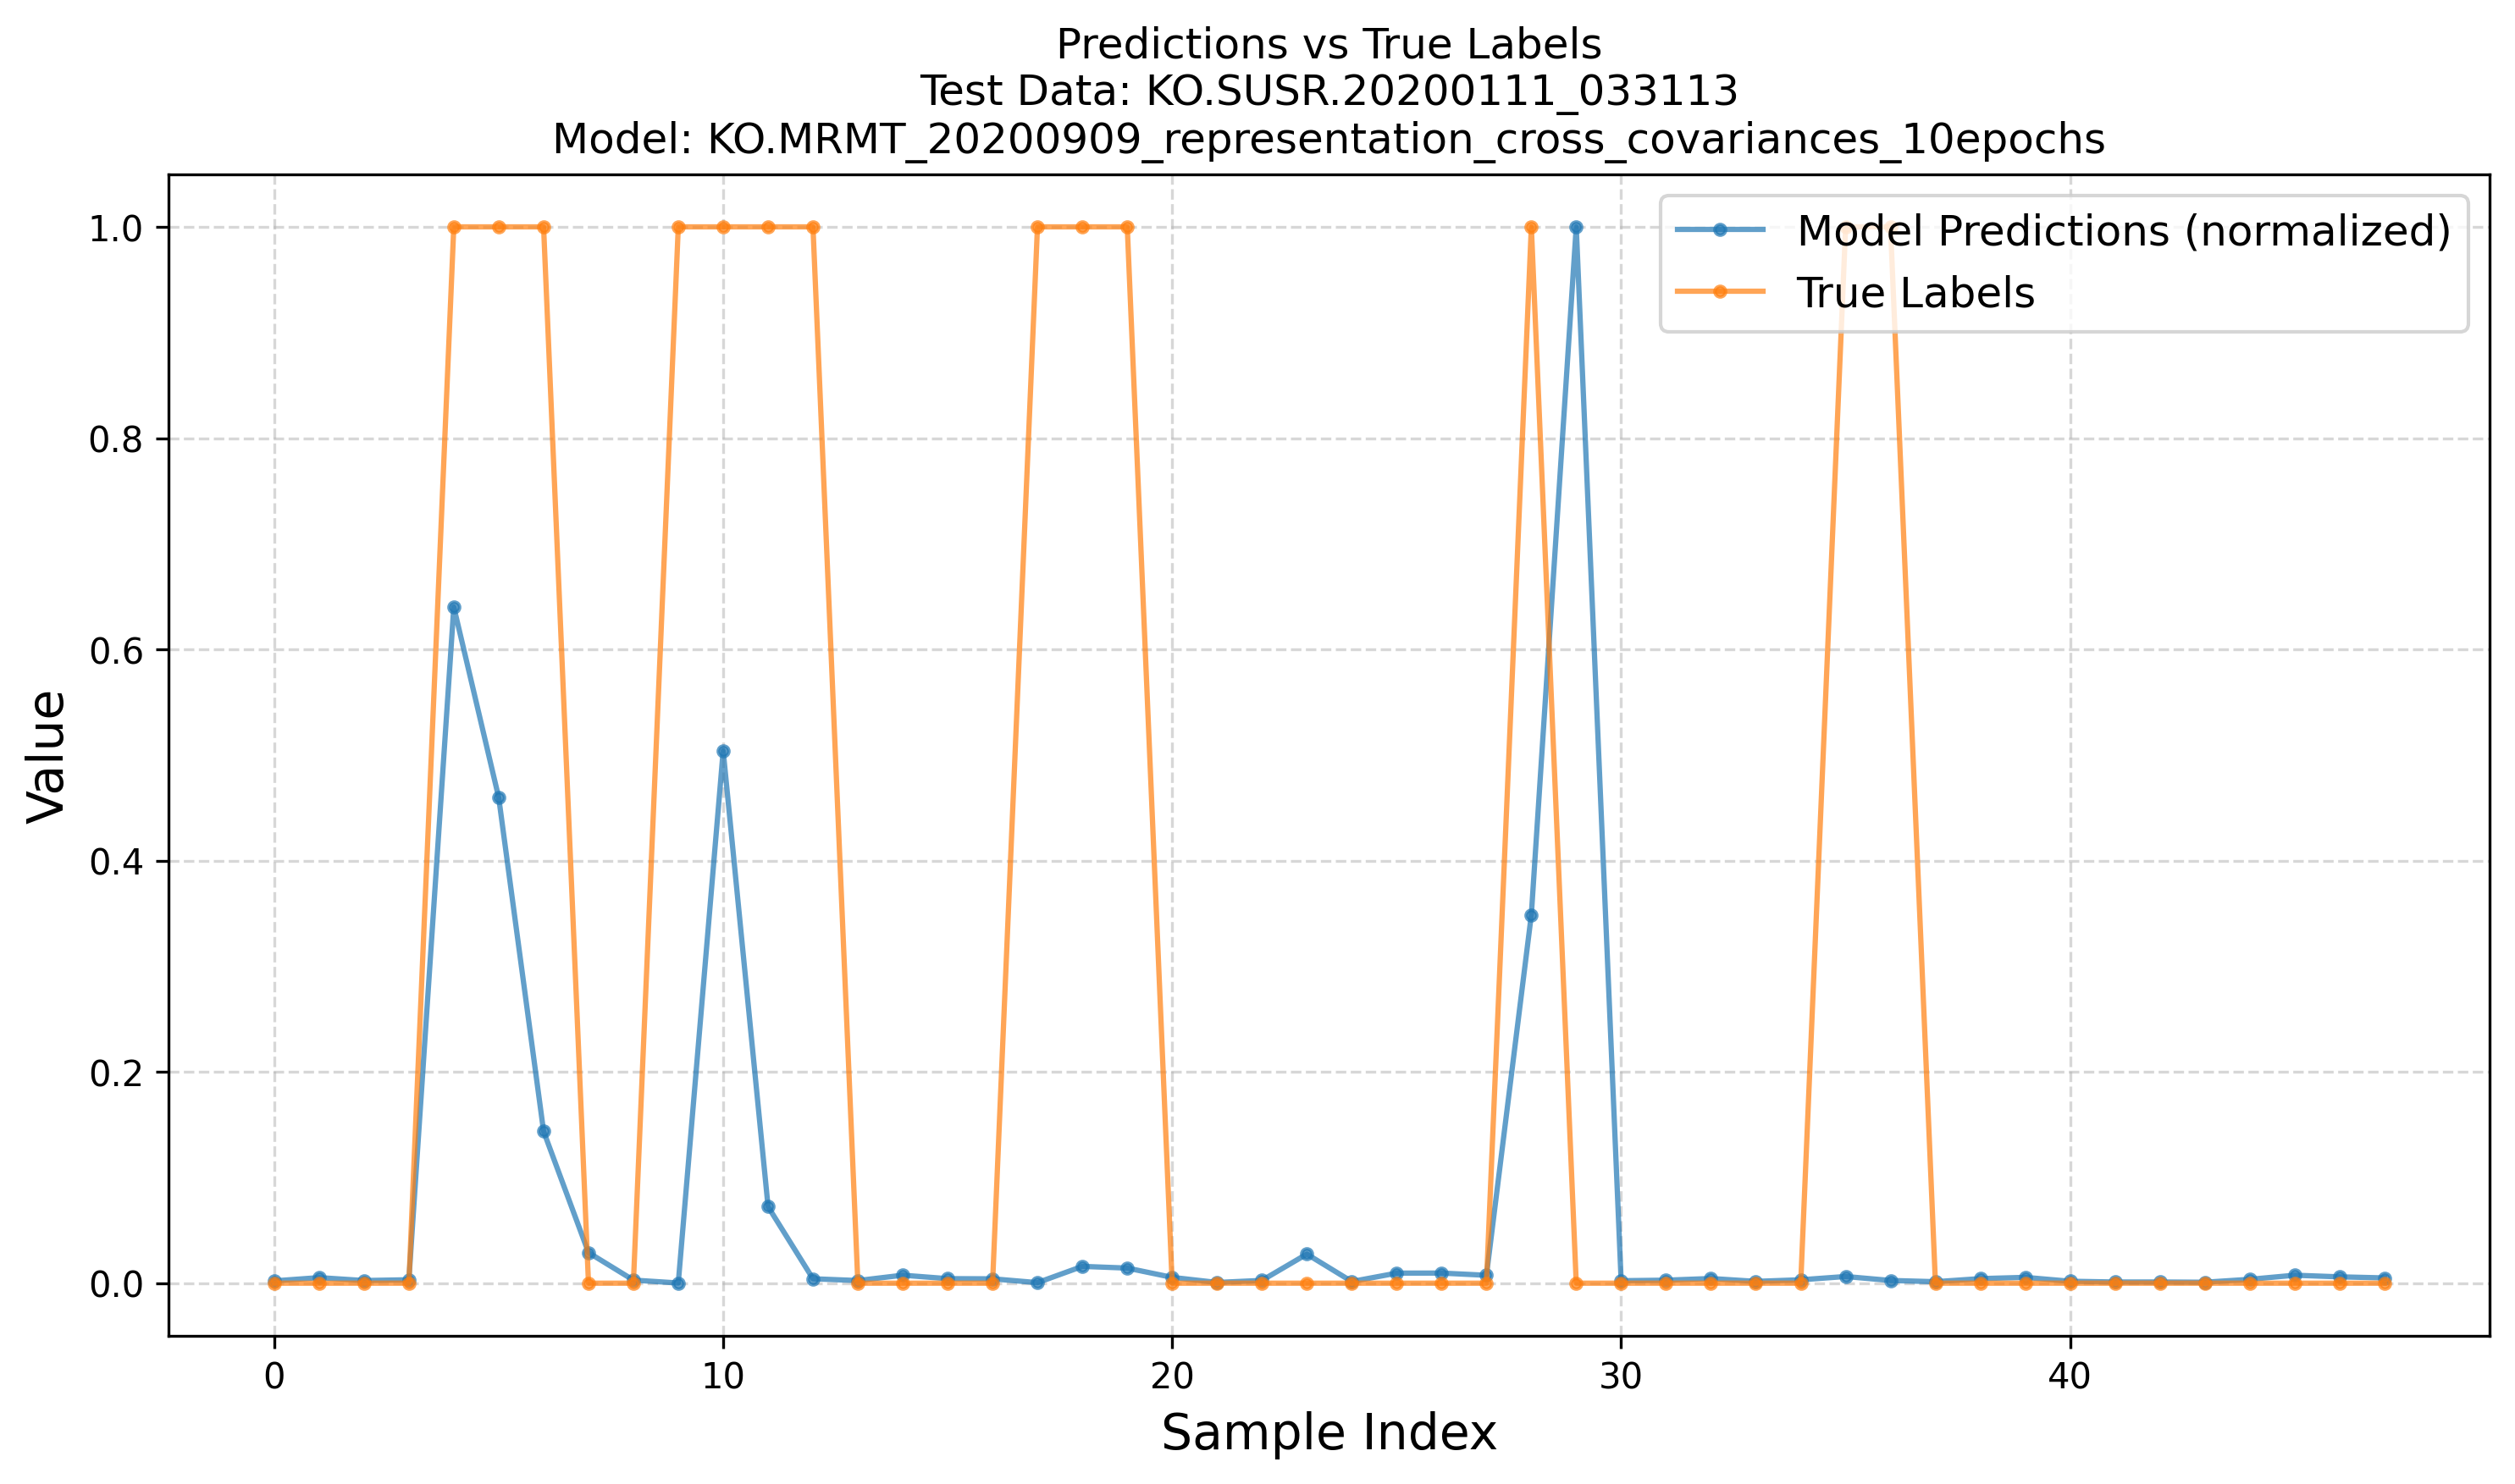 Predictions vs True Labels
Test Data: KO.SUSR.20200111_033113
Model: KO.MRMT_20200909_representation_cross_covariances_10epochs
Model Predictions (normalized)
True Labels
1.0
0.8
0.6
0.4
0.2
0.0
Value
0 10 20 30 40
Sample Index